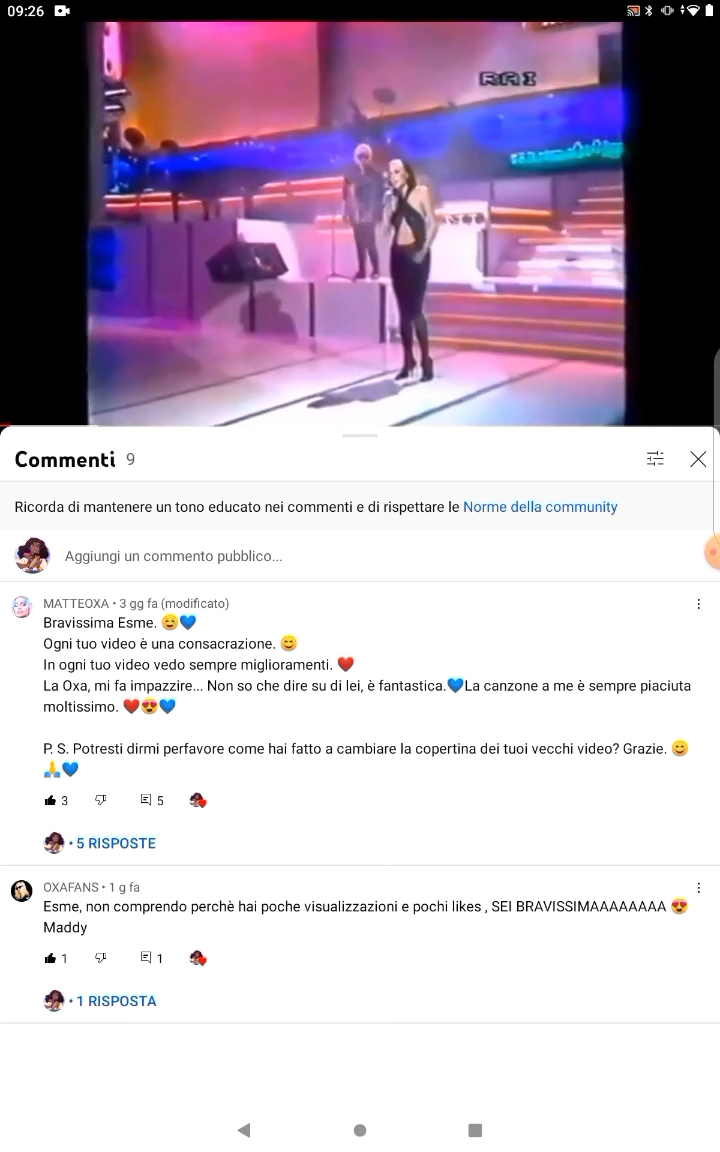 09:26
RAI
Commenti 9
Ricorda di mantenere un tono educato nei commenti e di rispettare le Norme della community
Aggiungi un commento pubblico...
MATTEOXA • 3 gg fa (modificato)
Bravissima Esme. 😊💙
Ogni tuo video è una consacrazione. 😊
In ogni tuo video vedo sempre miglioramenti. ❤️
La Oxa, mi fa impazzire... Non so che dire su di lei, è fantastica.💙La canzone a me è sempre piaciuta
moltissimo. ❤️😍💙
P. S. Potresti dirmi perfavore come hai fatto a cambiare la copertina dei tuoi vecchi video? Grazie. 😊
🙏💙
3 5
• 5 RISPOSTE
OXAFANS • 1 g fa
Esme, non comprendo perchè hai poche visualizzazioni e pochi likes , SEI BRAVISSIMAAAAAAAA 😍
Maddy
1 1
• 1 RISPOSTA